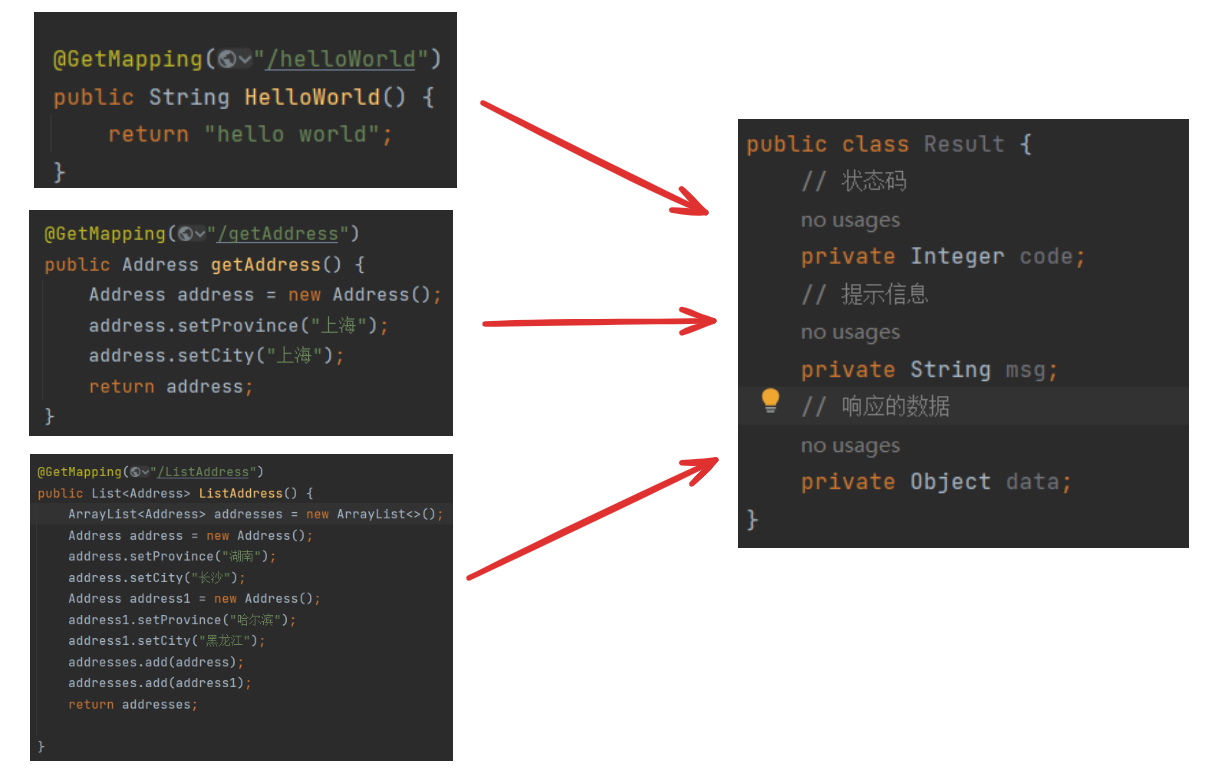 @GetMapping("/helloWorld")
public String HelloWorld() {
return "hello world";
}
@GetMapping("/getAddress")
public Address getAddress() {
Address address = new Address();
address.setProvince("上海");
address.setCity("上海");
return address;
}
@GetMapping("/ListAddress")
public List<Address> ListAddress() {
ArrayList<Address> addresses = new ArrayList<>();
Address address = new Address();
address.setProvince("湖南");
address.setCity("长沙");
Address address1 = new Address();
address1.setProvince("哈尔滨");
address1.setCity("黑龙江");
addresses.add(address);
addresses.add(address1);
return addresses;
}
public class Result {
// 状态码
no usages
private Integer code;
// 提示信息
no usages
private String msg;
// 响应的数据
no usages
private Object data;
}